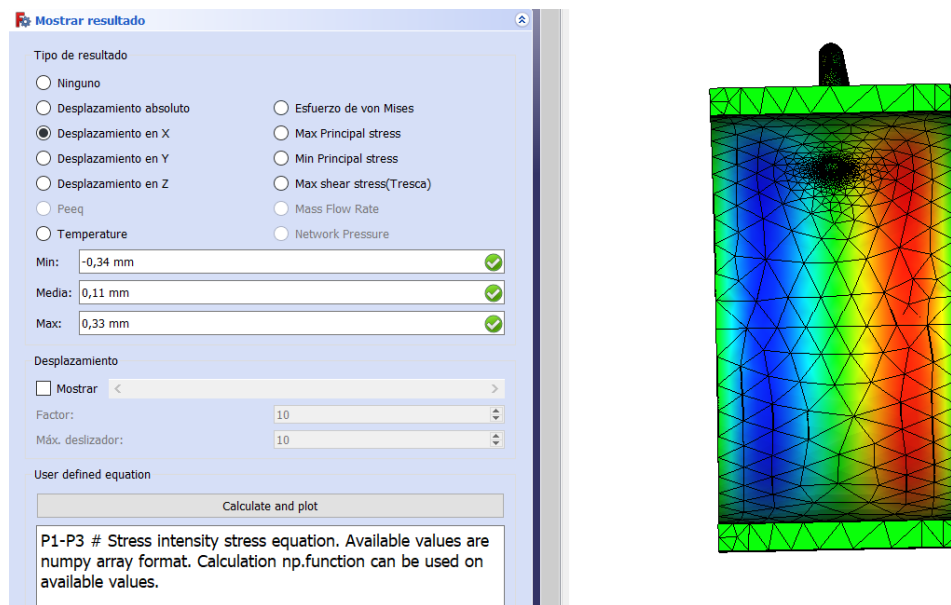 Mostrar resultado
Tipo de resultado
Ninguno
Desplazamiento absoluto
Esfuerzo de von Mises
Desplazamiento en X
Max Principal stress
Desplazamiento en Y
Min Principal stress
Desplazamiento en Z
Max shear stress(Tresca)
Peeq
Mass Flow Rate
Temperature
Network Pressure
Min: -0,34 mm
Media: 0,11 mm
Max: 0,33 mm
Desplazamiento
Mostrar
Factor: 10
Máx. deslizador: 10
User defined equation
Calculate and plot
P1-P3 # Stress intensity stress equation. Available values are
numpy array format. Calculation np.function can be used on
available values.